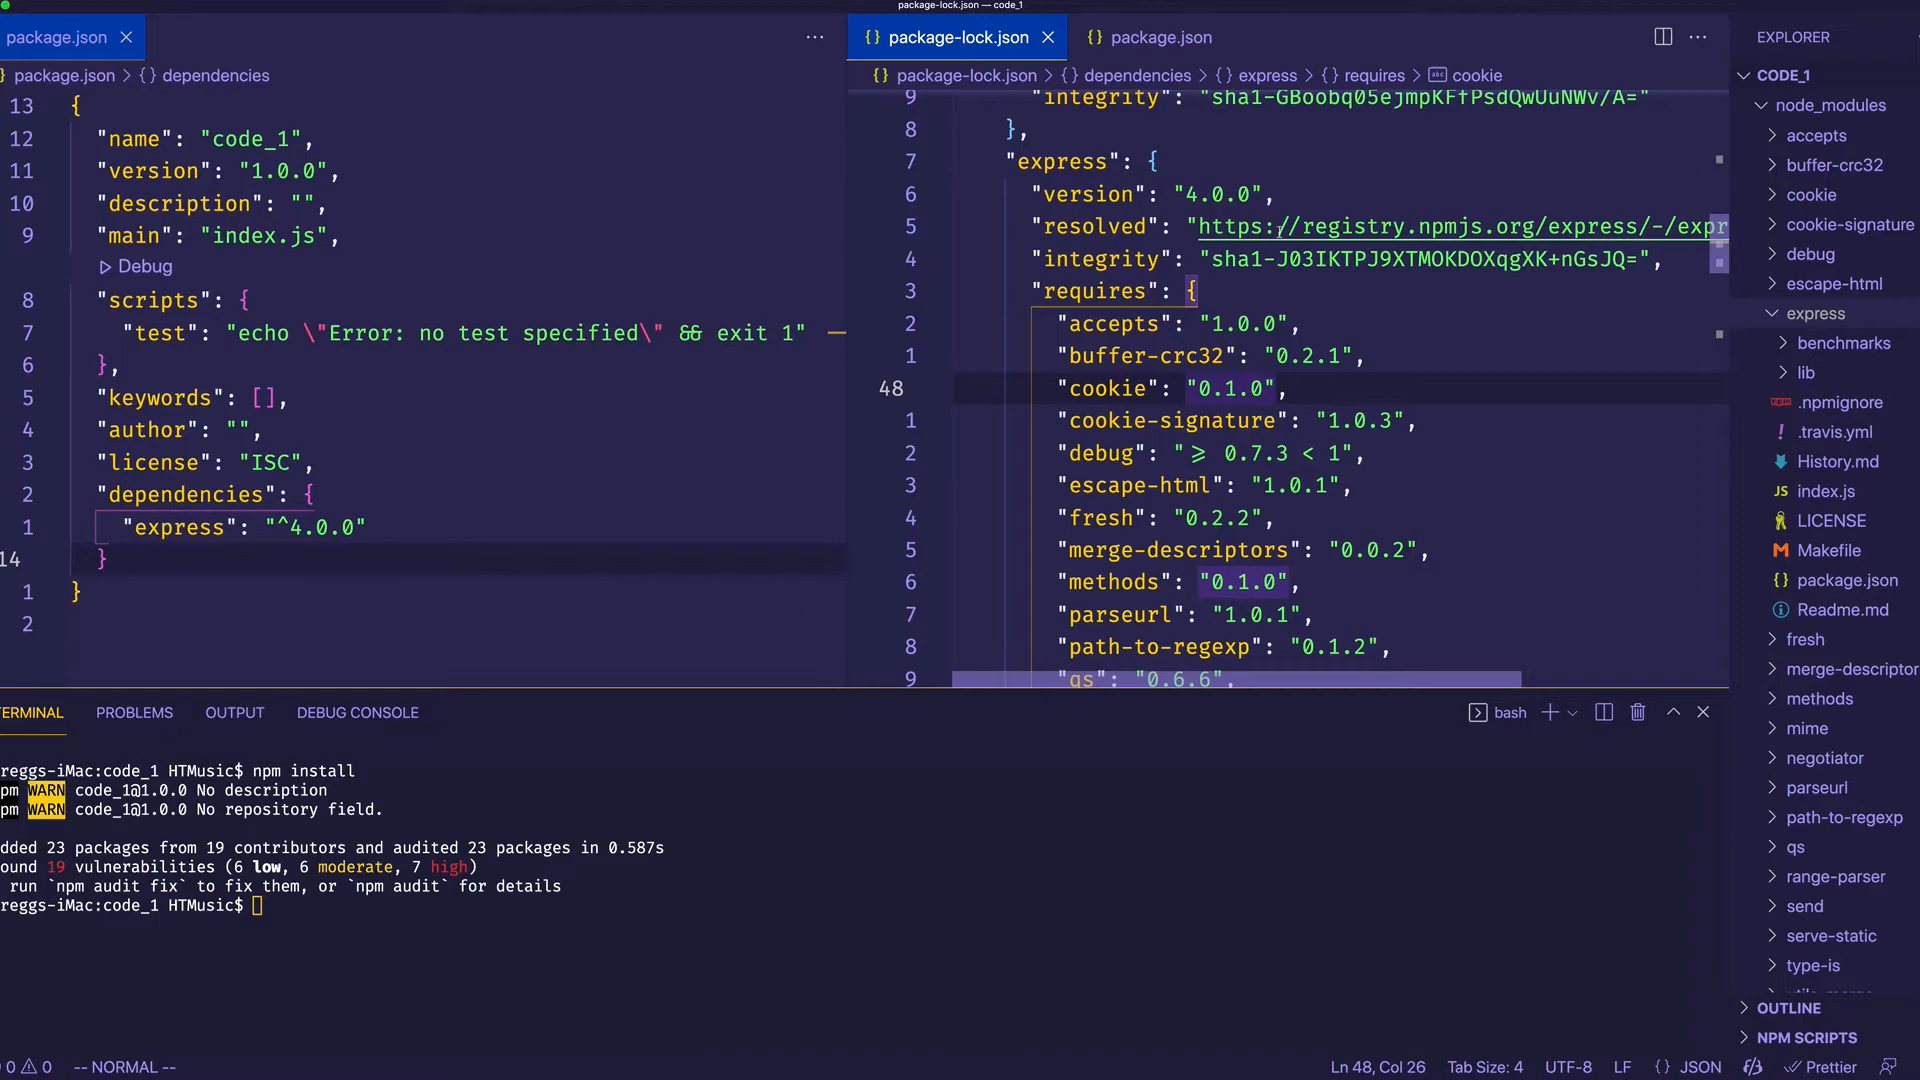 package-lock.json — code_1
package.json
package.json > {} dependencies
13 {
12 "name": "code_1",
11 "version": "1.0.0",
10 "description": "",
9 "main": "index.js",
Debug
8 "scripts": {
7 "test": "echo \"Error: no test specified\" && exit 1"
6 },
5 "keywords": [],
4 "author": "",
3 "license": "ISC",
2 "dependencies": {
1 "express": "^4.0.0"
14 }
1 }
2
{} package-lock.json
{} package.json
{} package-lock.json > {} dependencies > {} express > {} requires > abc cookie
9 "integrity": "sha1-GBoobq05ejmpKFfPsdQwUuNWv/A="
8 },
7 "express": {
6 "version": "4.0.0",
5 "resolved": "https://registry.npmjs.org/express/-/expr
4 "integrity": "sha1-J03IKTPJ9XTMOKDOXqgXK+nGsJQ=",
3 "requires": {
2 "accepts": "1.0.0",
1 "buffer-crc32": "0.2.1",
48 "cookie": "0.1.0",
1 "cookie-signature": "1.0.3",
2 "debug": ">= 0.7.3 < 1",
3 "escape-html": "1.0.1",
4 "fresh": "0.2.2",
5 "merge-descriptors": "0.0.2",
6 "methods": "0.1.0",
7 "parseurl": "1.0.1",
8 "path-to-regexp": "0.1.2",
9 "qs": "0.6.6",
EXPLORER
CODE_1
node_modules
accepts
buffer-crc32
cookie
cookie-signature
debug
escape-html
express
benchmarks
lib
.npmignore
! .travis.yml
History.md
JS index.js
LICENSE
M Makefile
{} package.json
Readme.md
fresh
merge-descriptor
methods
mime
negotiator
parseurl
path-to-regexp
qs
range-parser
send
serve-static
type-is
OUTLINE
NPM SCRIPTS
ERMINAL PROBLEMS OUTPUT DEBUG CONSOLE
bash
reggs-iMac:code_1 HTMusic$ npm install
pm WARN code_1@1.0.0 No description
pm WARN code_1@1.0.0 No repository field.
dded 23 packages from 19 contributors and audited 23 packages in 0.587s
ound 19 vulnerabilities (6 low, 6 moderate, 7 high)
run `npm audit fix` to fix them, or `npm audit` for details
reggs-iMac:code_1 HTMusic$
0 0 -- NORMAL --
Ln 48, Col 26 Tab Size: 4 UTF-8 LF {} JSON Prettier